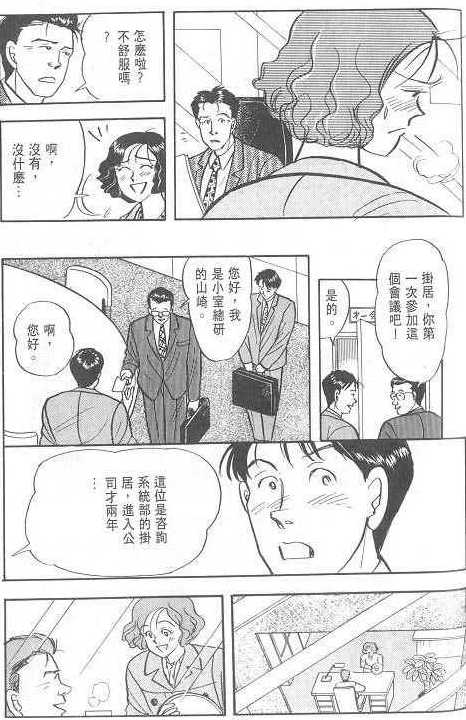 怎麼啦？
不舒服嗎
？
啊，
沒有，
沒什麼…
掛居，你第
一次參加這
個會議吧！
是的。
您好，我
是小室總研
的山崎。
啊，
您好。
這位是咨詢
系統部的掛
居，進入公
司才兩年
…